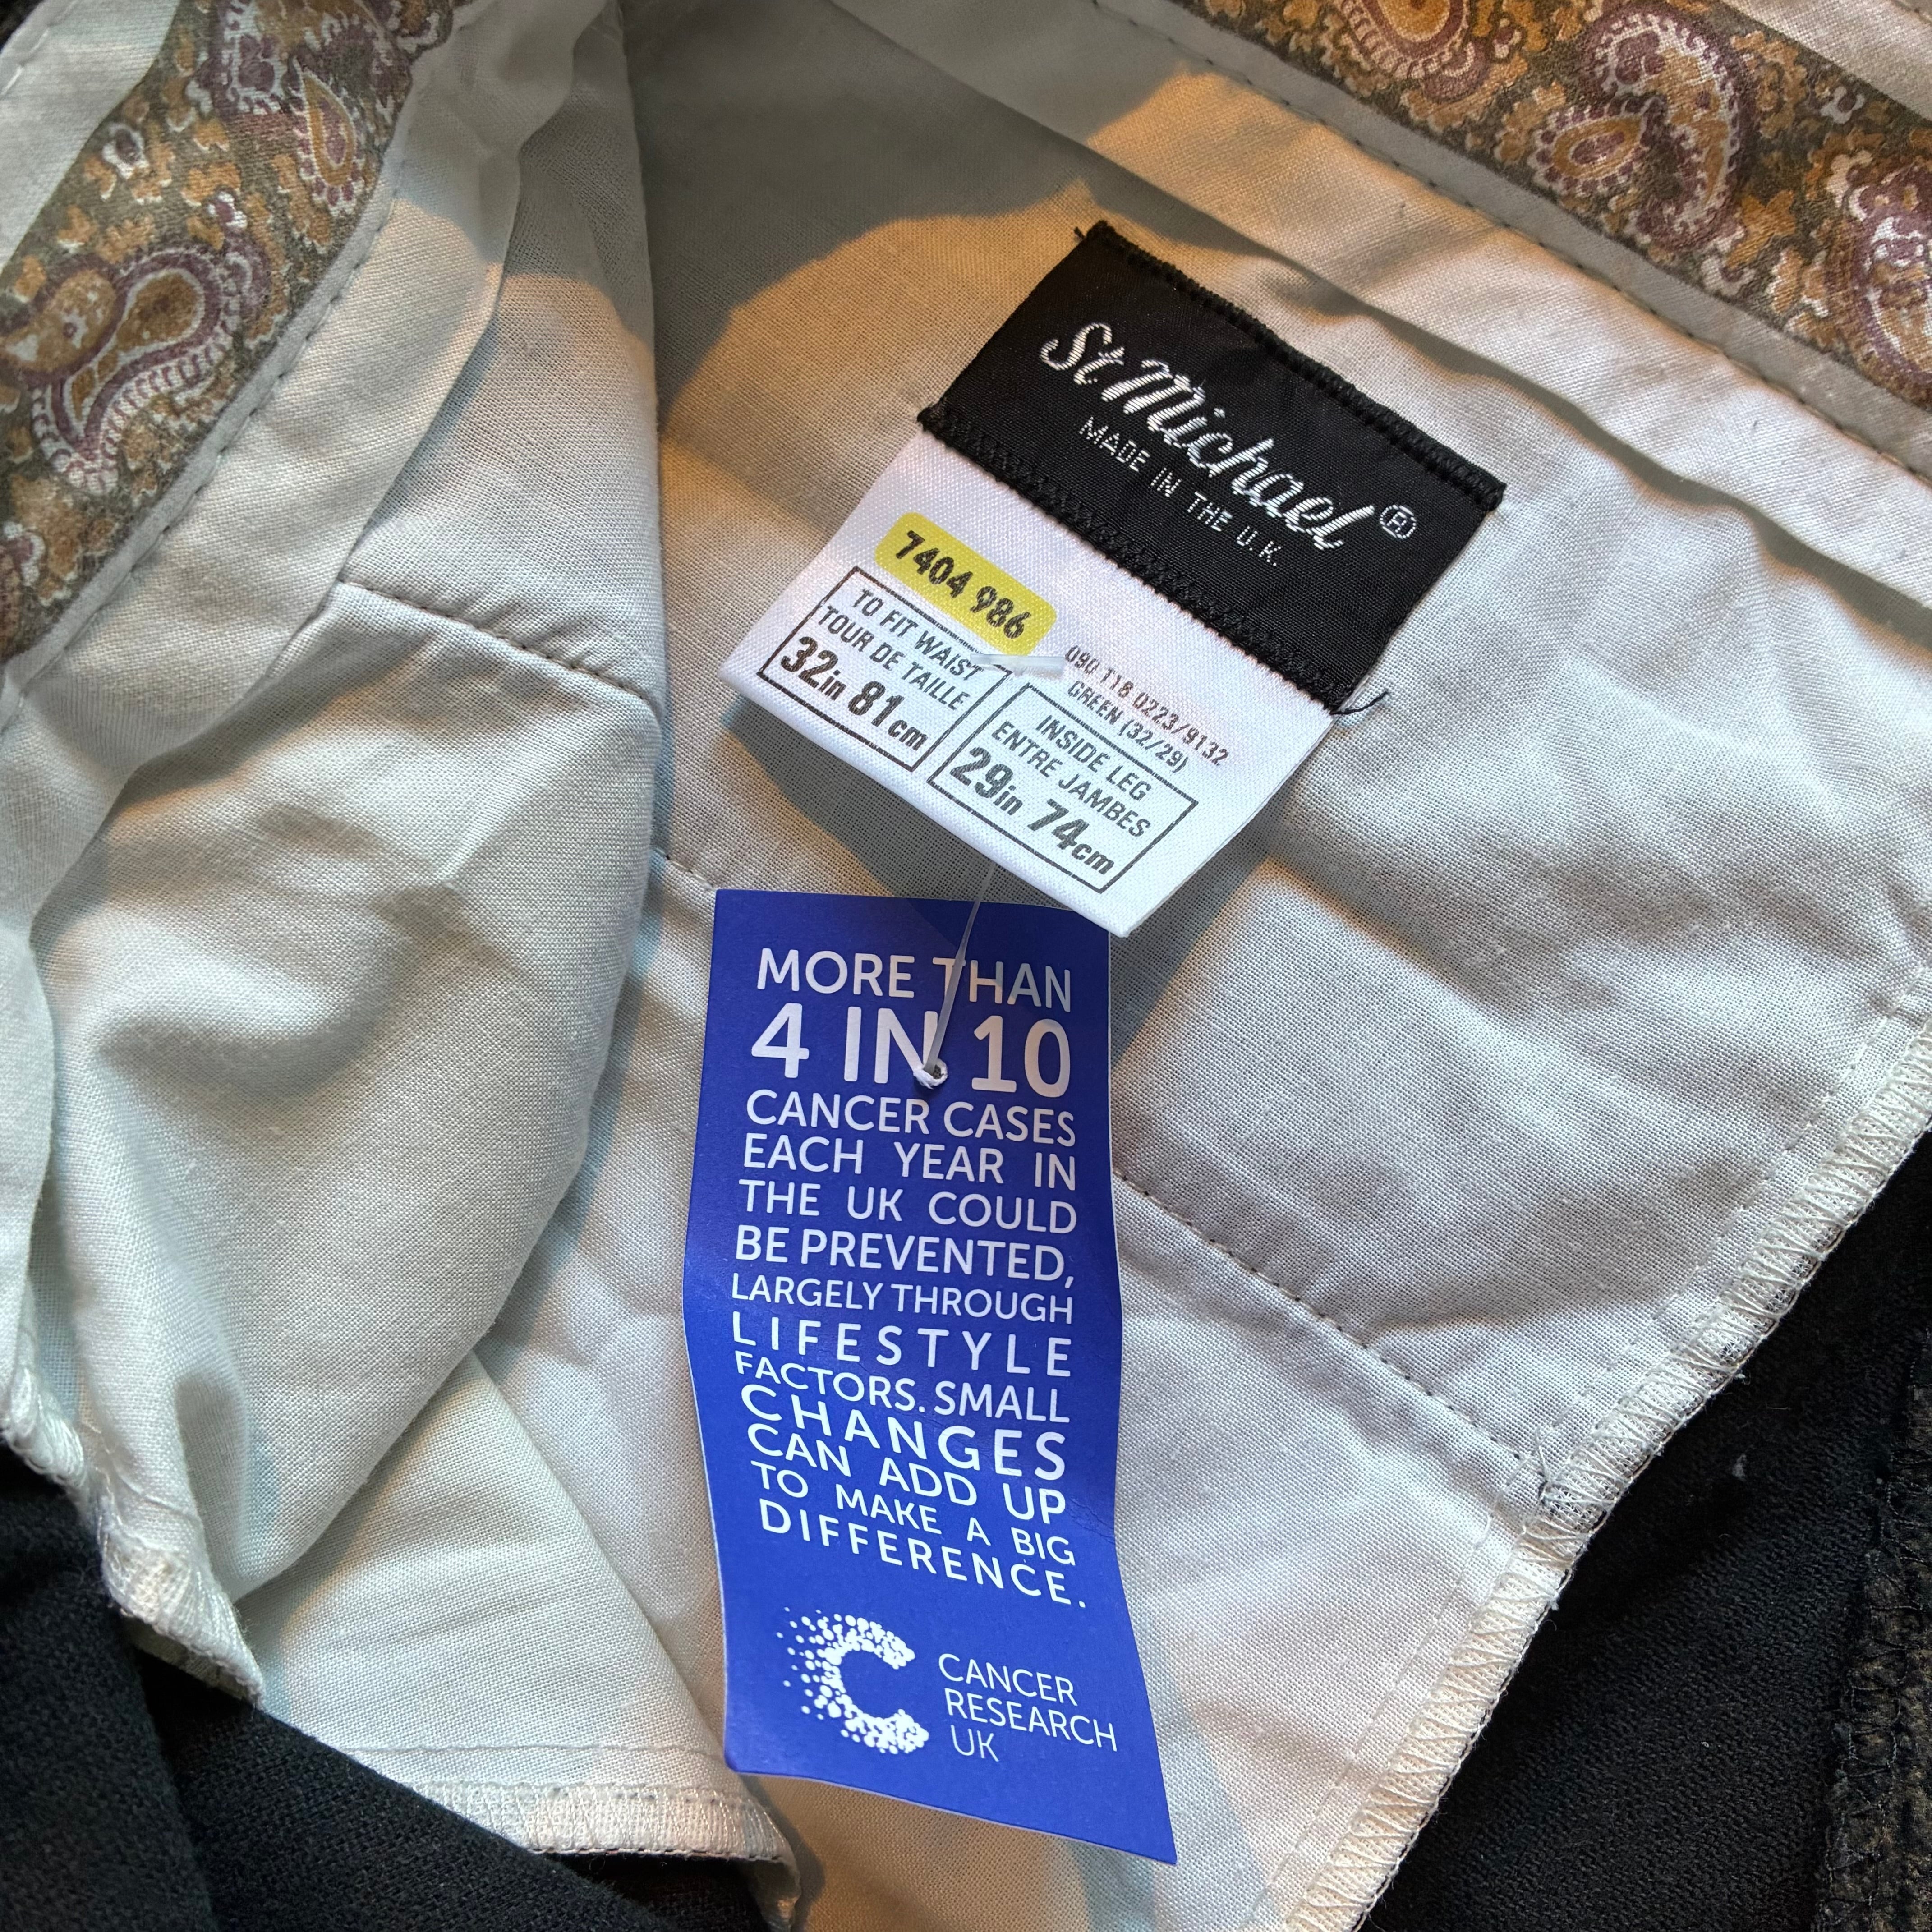 St Michael®
MADE IN THE U.K.
7404 986
090 T18 0223/9132
GREEN (32/29)
TO FIT WAIST
TOUR DE TAILLE
32in 81cm
INSIDE LEG
ENTRE JAMBES
29in 74cm
MORE THAN
4 IN 10
CANCER CASES
EACH YEAR IN
THE UK COULD
BE PREVENTED,
LARGELY THROUGH
LIFESTYLE
FACTORS. SMALL
CHANGES
CAN ADD UP
TO MAKE A BIG
DIFFERENCE.
CANCER
RESEARCH
UK